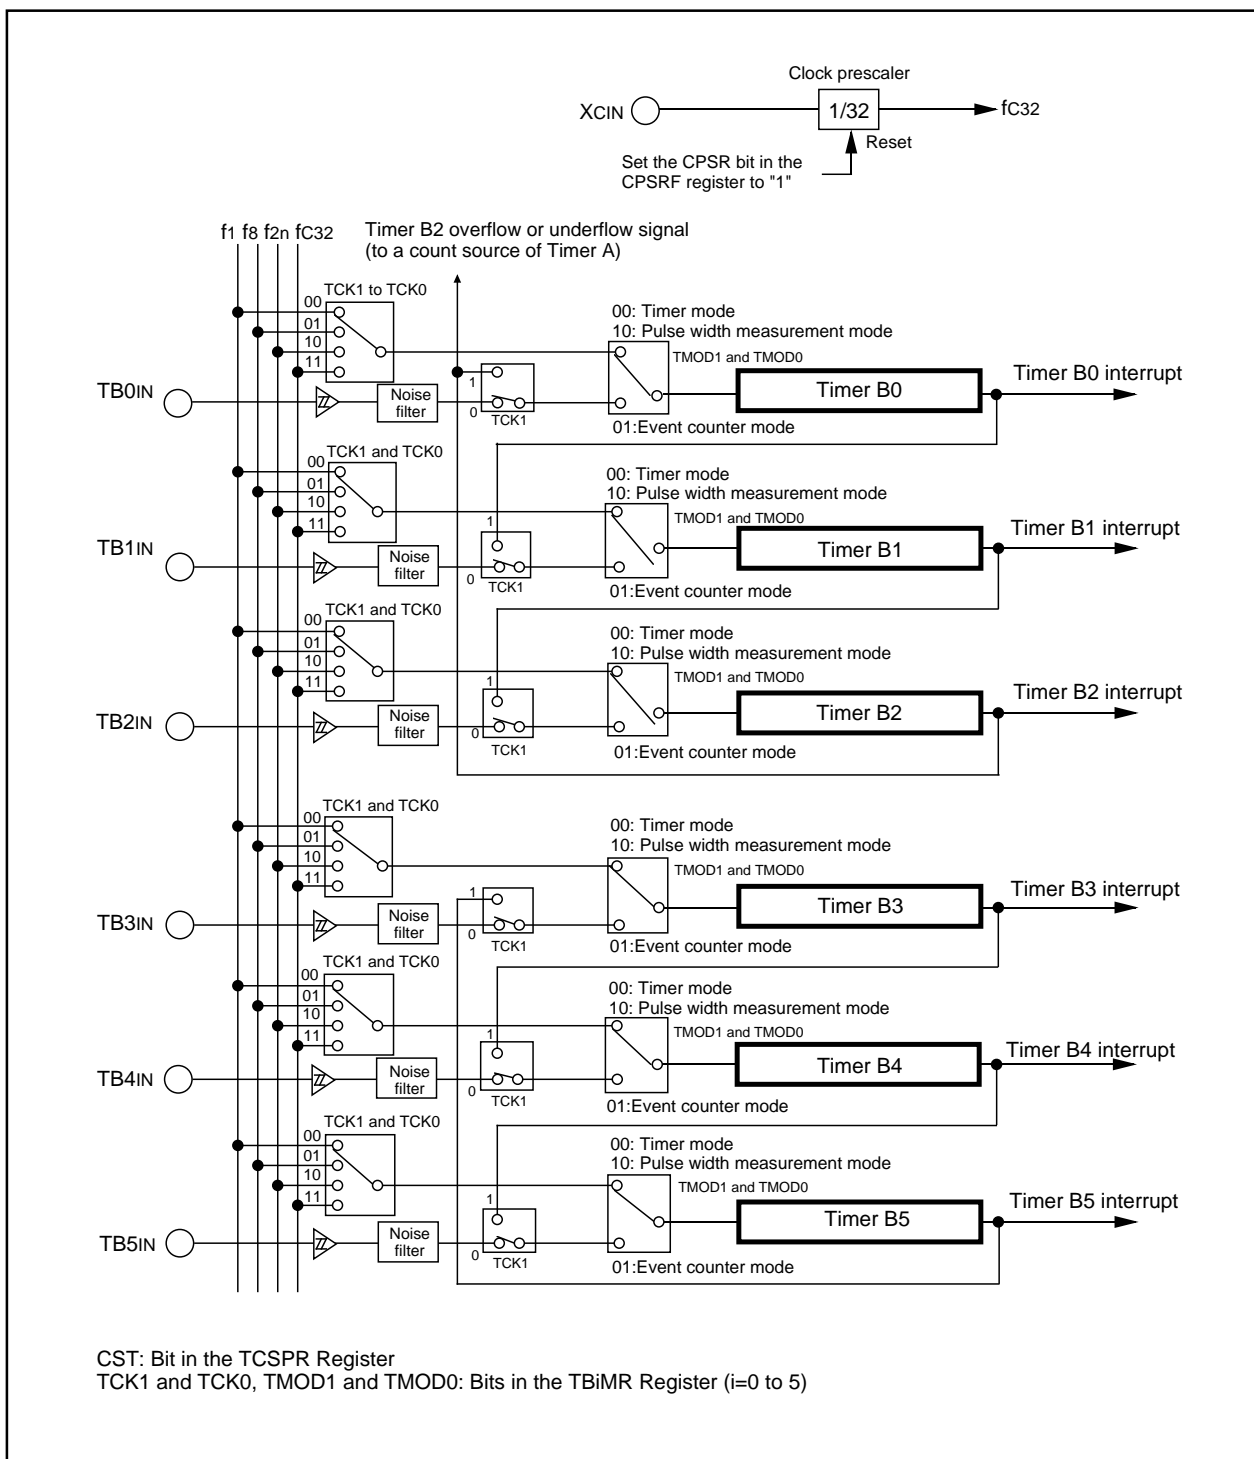 Clock prescaler
XCIN
1/32
fC32
Reset
Set the CPSR bit in the
CPSRF register to "1"
f1 f8 f2n fC32
Timer B2 overflow or underflow signal
(to a count source of Timer A)
TCK1 to TCK0
00
01
10
11
00: Timer mode
10: Pulse width measurement mode
TMOD1 and TMOD0
TB0IN
Noise
filter
1
0
TCK1
Timer B0
Timer B0 interrupt
01:Event counter mode
TCK1 and TCK0
00
01
10
11
00: Timer mode
10: Pulse width measurement mode
TMOD1 and TMOD0
TB1IN
Noise
filter
1
0
TCK1
Timer B1
Timer B1 interrupt
01:Event counter mode
TCK1 and TCK0
00
01
10
11
00: Timer mode
10: Pulse width measurement mode
TMOD1 and TMOD0
TB2IN
Noise
filter
1
0
TCK1
Timer B2
Timer B2 interrupt
01:Event counter mode
TCK1 and TCK0
00
01
10
11
00: Timer mode
10: Pulse width measurement mode
TMOD1 and TMOD0
TB3IN
Noise
filter
1
0
TCK1
Timer B3
Timer B3 interrupt
01:Event counter mode
TCK1 and TCK0
00
01
10
11
00: Timer mode
10: Pulse width measurement mode
TMOD1 and TMOD0
TB4IN
Noise
filter
1
0
TCK1
Timer B4
Timer B4 interrupt
01:Event counter mode
TCK1 and TCK0
00
01
10
11
00: Timer mode
10: Pulse width measurement mode
TMOD1 and TMOD0
TB5IN
Noise
filter
1
0
TCK1
Timer B5
Timer B5 interrupt
01:Event counter mode
CST: Bit in the TCSPR Register
TCK1 and TCK0, TMOD1 and TMOD0: Bits in the TBiMR Register (i=0 to 5)